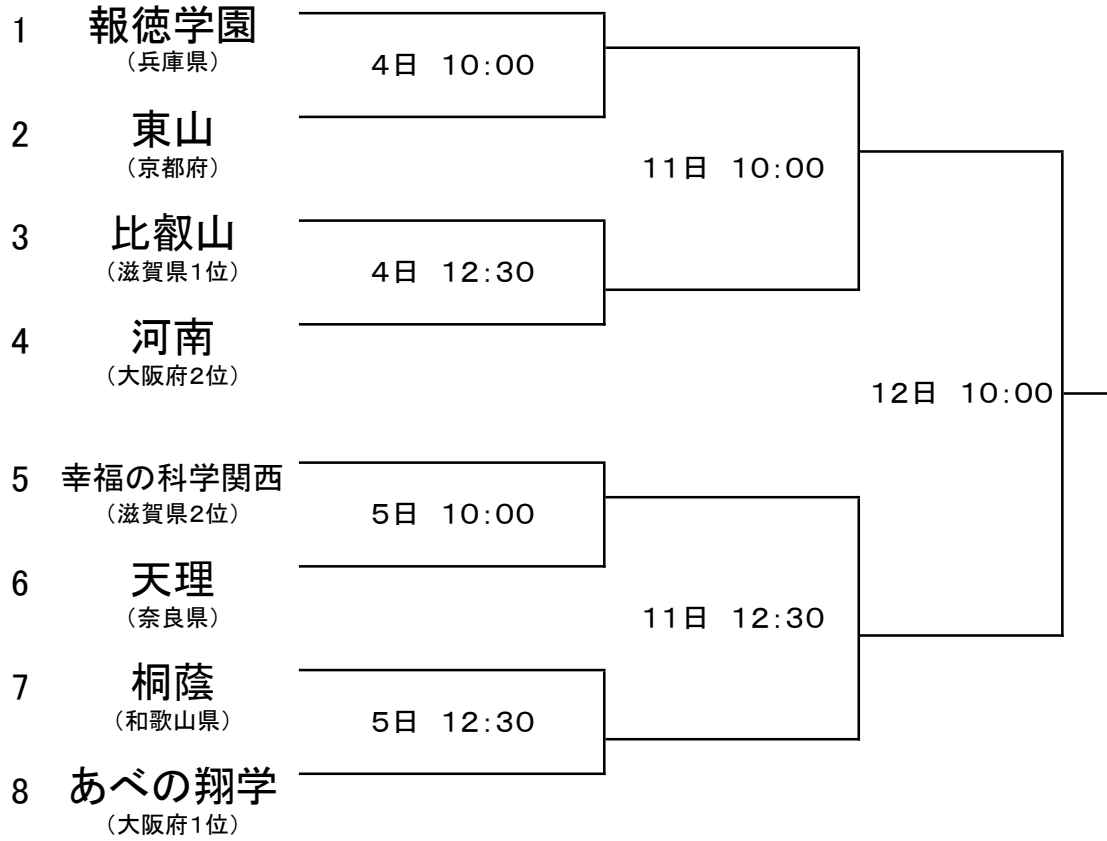 1 報徳学園
（兵庫県）
4日 10:00
2 東山
（京都府）
11日 10:00
3 比叡山
（滋賀県1位）
4日 12:30
4 河南
（大阪府2位）
12日 10:00
5 幸福の科学関西
（滋賀県2位）
5日 10:00
6 天理
（奈良県）
11日 12:30
7 桐蔭
（和歌山県）
5日 12:30
8 あべの翔学
（大阪府1位）